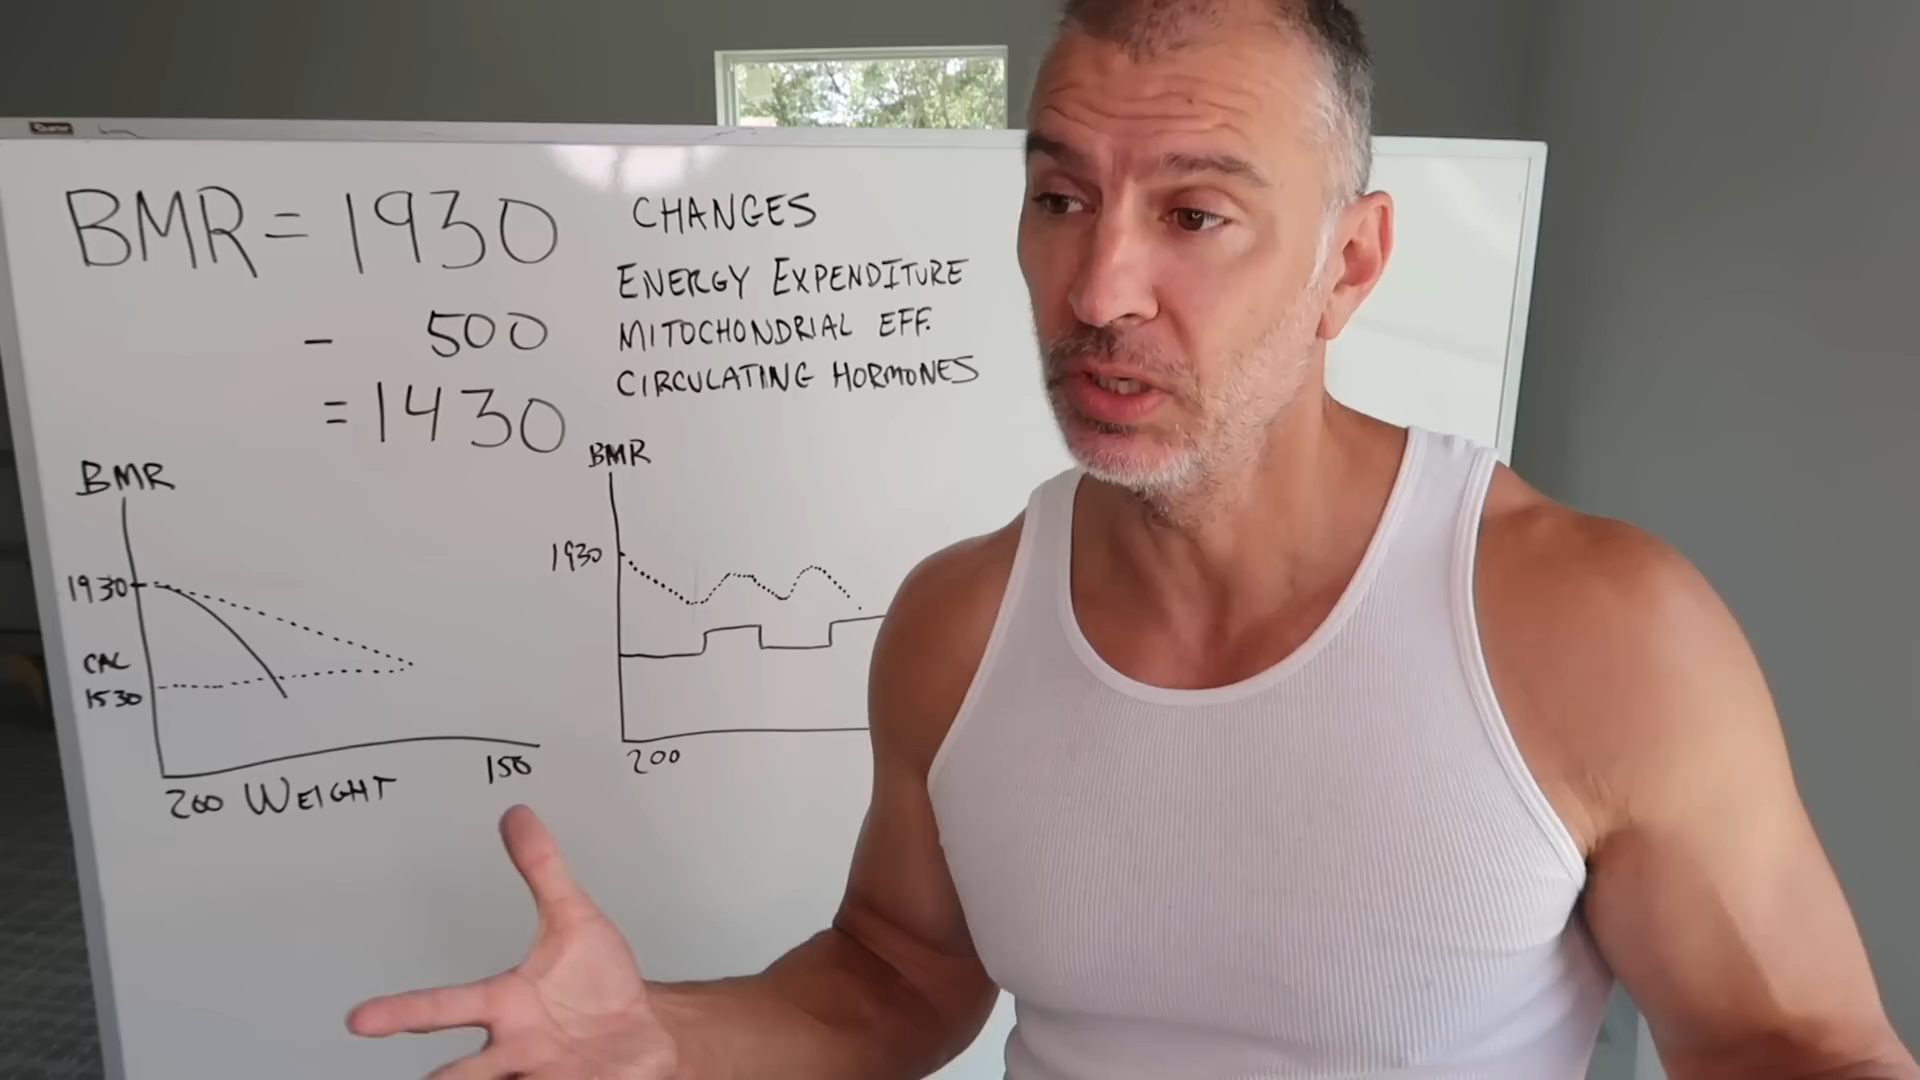 BMR = 1930
- 500
= 1430
CHANGES
ENERGY EXPENDITURE
MITOCHONDRIAL EFF.
CIRCULATING HORMONES
BMR
1930
CAL
1530
200 WEIGHT
150
BMR
1930
200